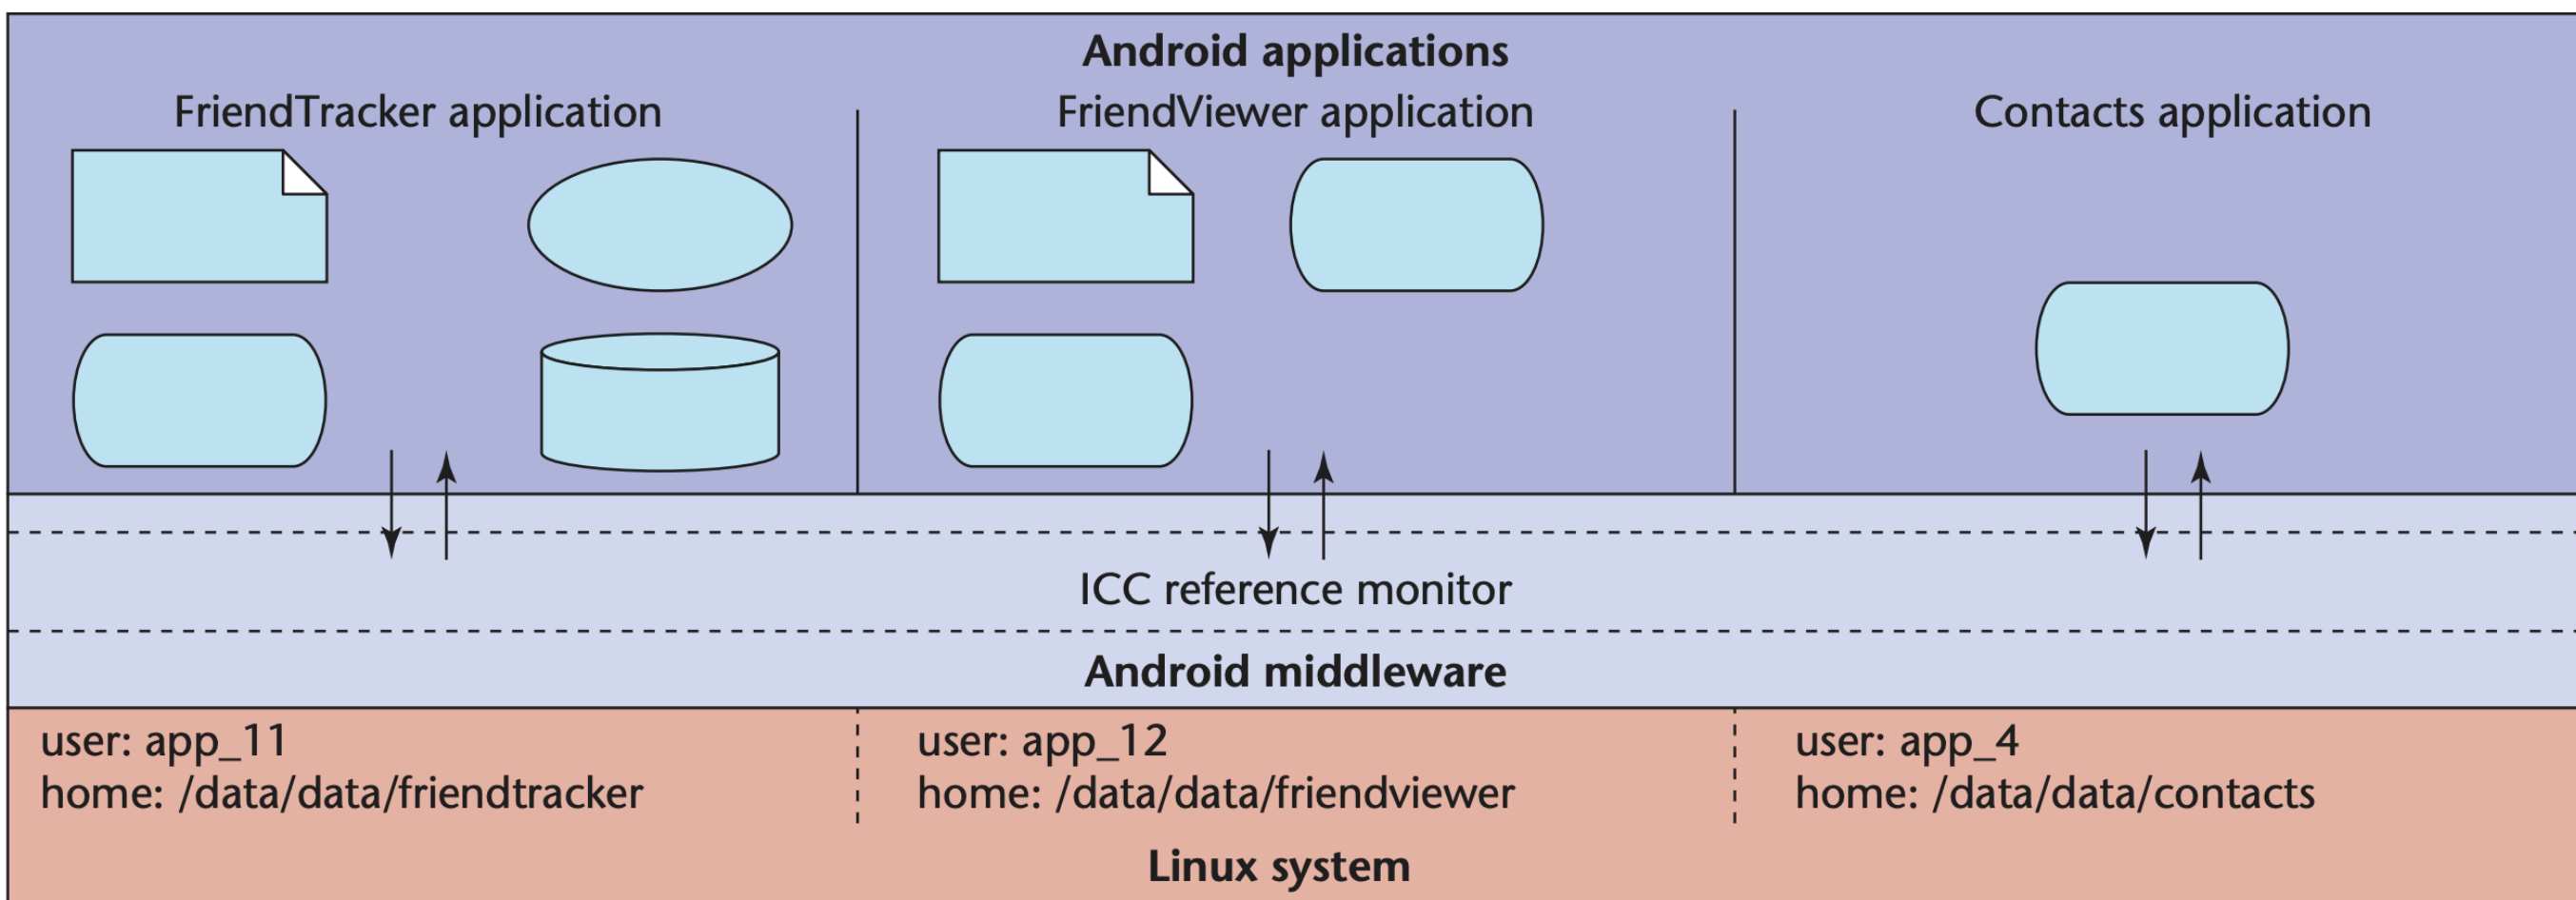 Android applications
FriendTracker application
FriendViewer application
Contacts application
ICC reference monitor
Android middleware
user: app_11
home: /data/data/friendtracker
user: app_12
home: /data/data/friendviewer
user: app_4
home: /data/data/contacts
Linux system